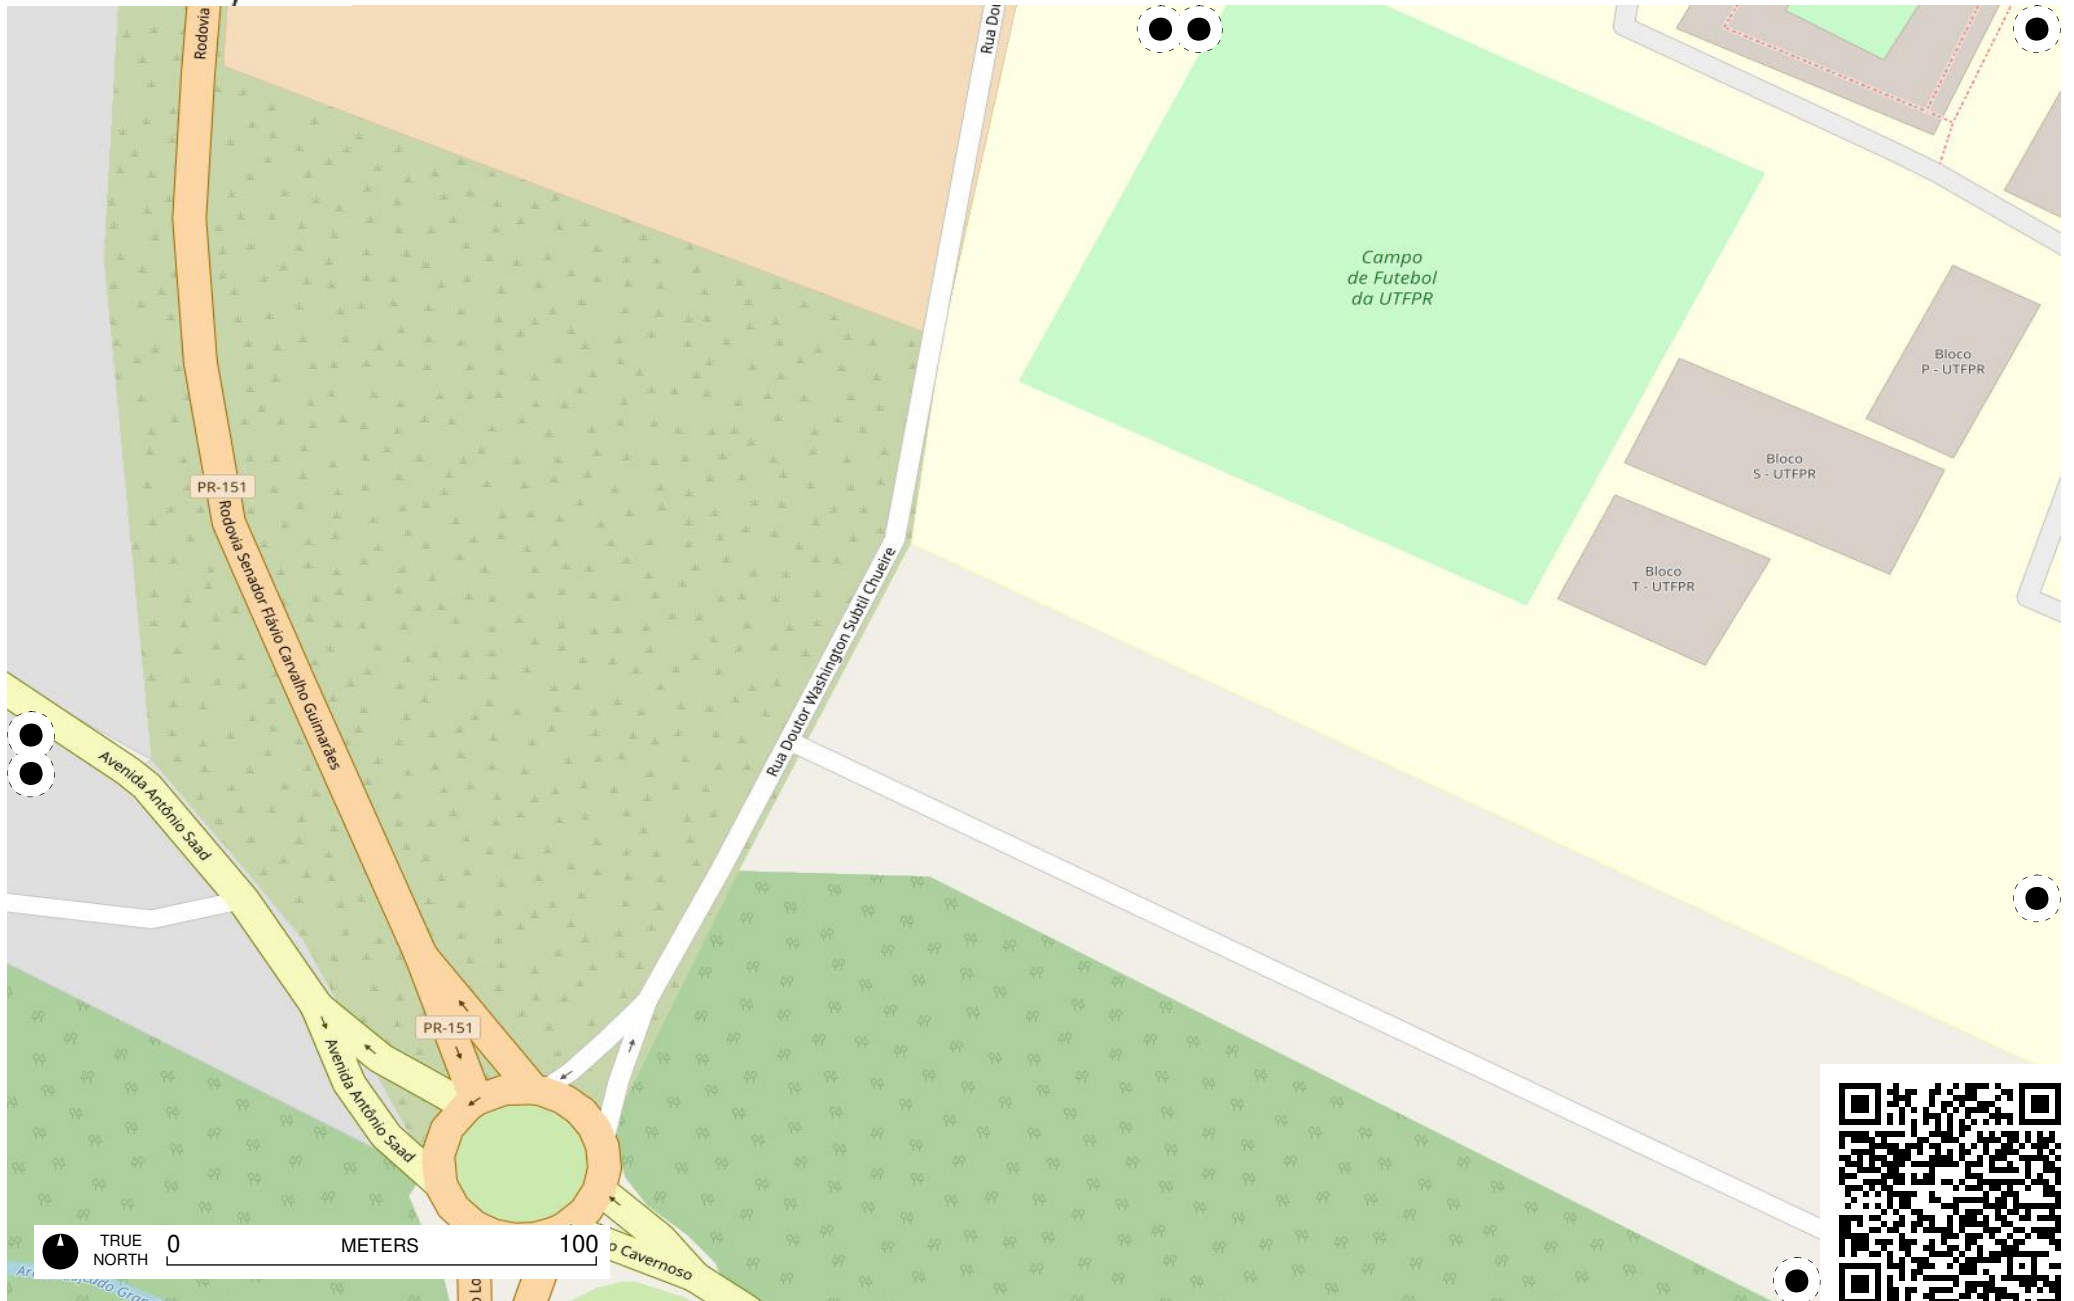 Rodovia
Rua Dou
Campo
de Futebol
da UTFPR
Bloco
P - UTFPR
Bloco
S - UTFPR
Bloco
T - UTFPR
PR-151
Rodovia Senador Flávio Carvalho Guimarães
Rua Doutor Washington Subtil Chueire
Avenida Antônio Saad
PR-151
Avenida Antônio Saad
TRUE
NORTH
0 METERS 100
o Cavernoso
o Lo